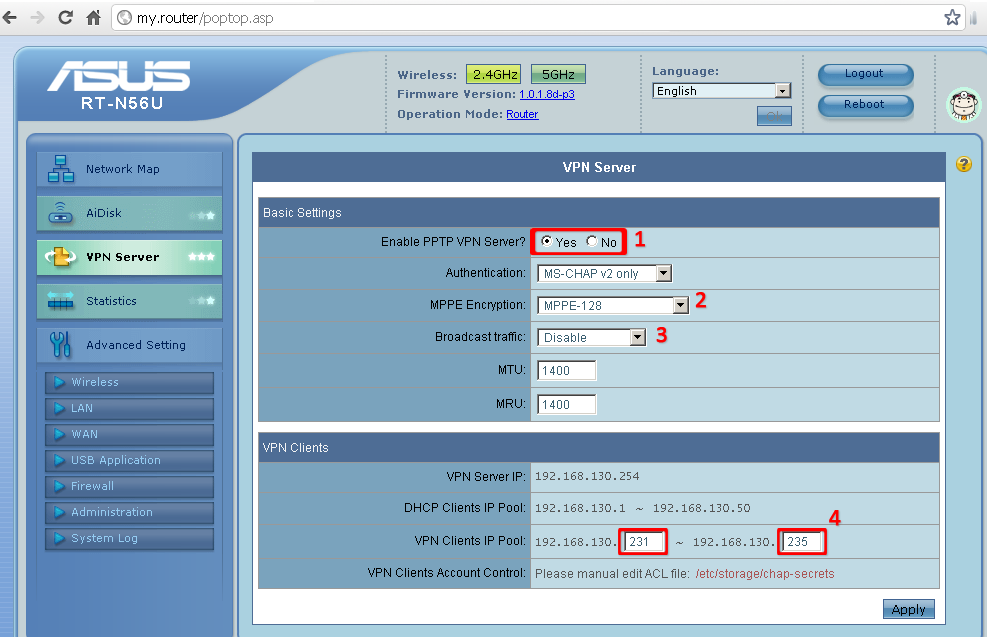 my.router/poptop.asp
ASUS
RT-N56U
Wireless: 2.4GHz 5GHz
Firmware Version: 1.0.1.8d-p3
Operation Mode: Router
Language:
English
Logout
Reboot
Network Map
AiDisk
VPN Server
Statistics
Advanced Setting
Wireless
LAN
WAN
USB Application
Firewall
Administration
System Log
VPN Server
?
Basic Settings
Enable PPTP VPN Server? Yes No 1
Authentication: MS-CHAP v2 only
MPPE Encryption: MPPE-128 2
Broadcast traffic: Disable 3
MTU: 1400
MRU: 1400
VPN Clients
VPN Server IP: 192.168.130.254
DHCP Clients IP Pool: 192.168.130.1 ~ 192.168.130.50
4
VPN Clients IP Pool: 192.168.130. 231 ~ 192.168.130. 235
VPN Clients Account Control: Please manual edit ACL file: /etc/storage/chap-secrets
Apply